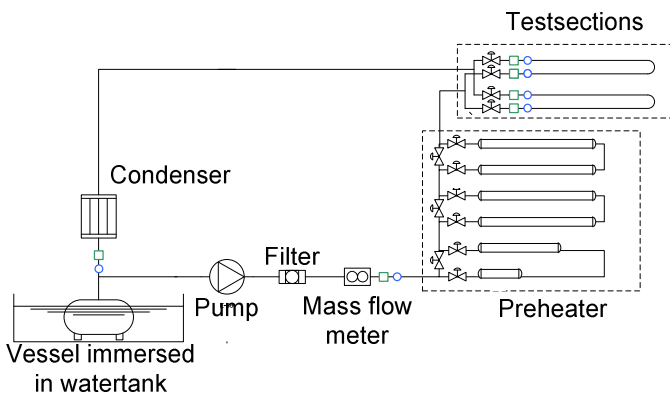 Testsections
Condenser
Filter
Pump
Mass flow
meter
Preheater
Vessel immersed
in watertank